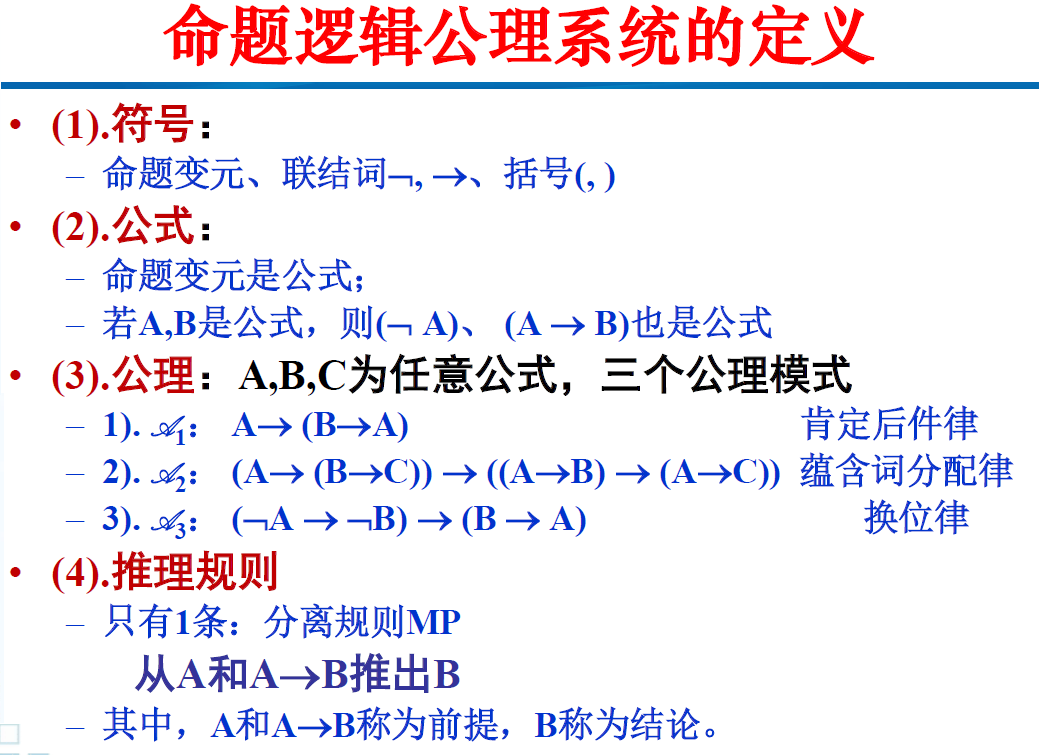 命题逻辑公理系统的定义
• (1).符号：
– 命题变元、联结词¬, →、括号(, )
• (2).公式：
– 命题变元是公式；
– 若A,B是公式，则(¬ A)、 (A → B)也是公式
• (3).公理：A,B,C为任意公式，三个公理模式
– 1). 𝒜1： A→ (B→A) 肯定后件律
– 2). 𝒜2： (A→ (B→C)) → ((A→B) → (A→C)) 蕴含词分配律
– 3). 𝒜3： (¬A → ¬B) → (B → A) 换位律
• (4).推理规则
– 只有1条：分离规则MP
从A和A→B推出B
– 其中，A和A→B称为前提，B称为结论。